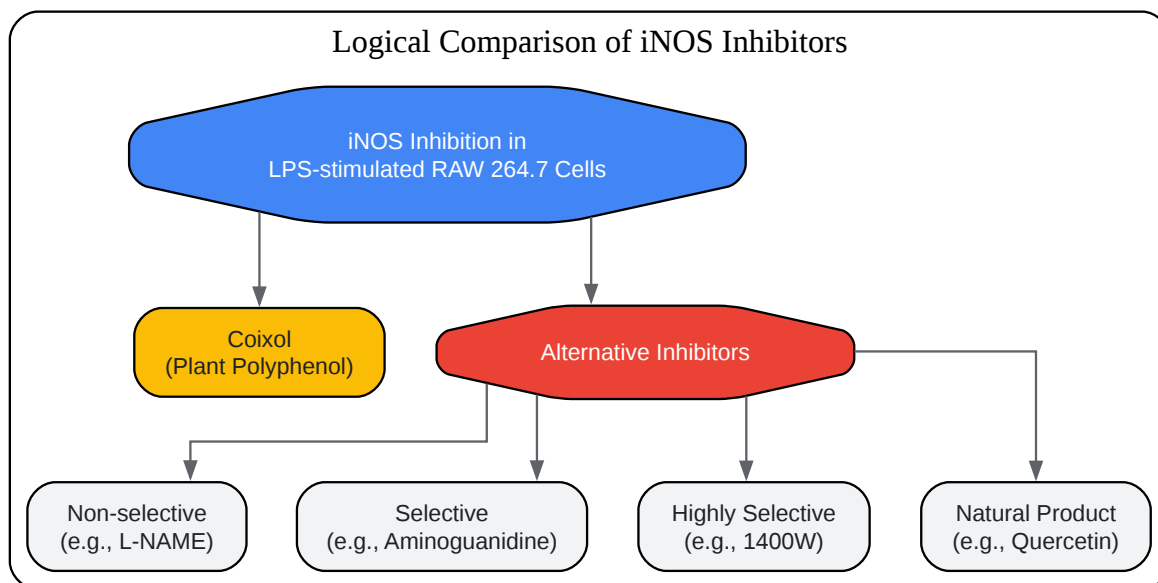 Logical Comparison of iNOS Inhibitors
iNOS Inhibition in
LPS-stimulated RAW 264.7 Cells
Coixol
(Plant Polyphenol)
Alternative Inhibitors
Non-selective
(e.g., L-NAME)
Selective
(e.g., Aminoguanidine)
Highly Selective
(e.g., 1400W)
Natural Product
(e.g., Quercetin)